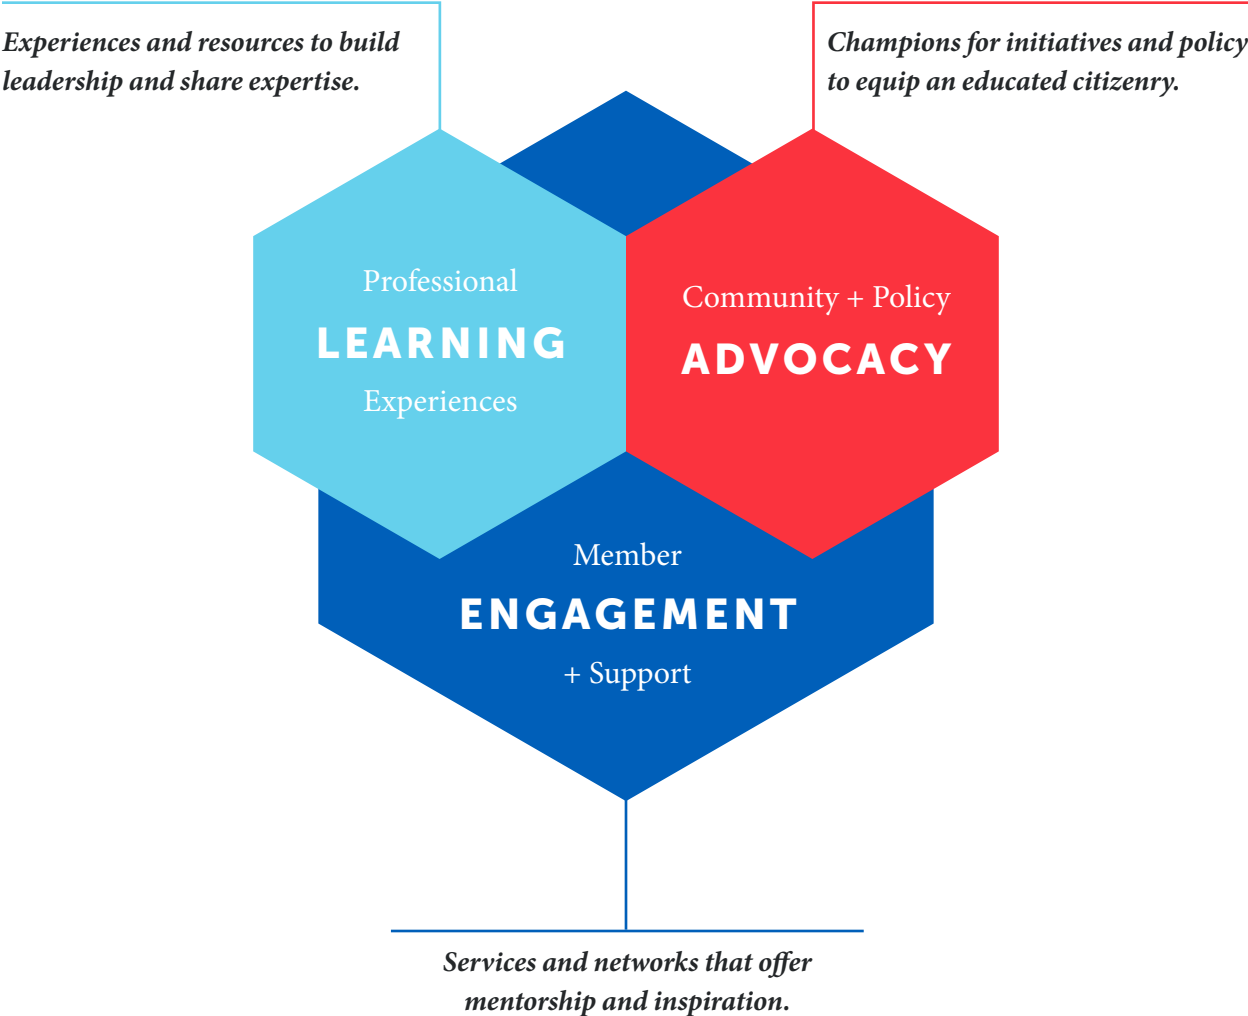 Experiences and resources to build
leadership and share expertise.
Champions for initiatives and policy
to equip an educated citizenry.
Professional
LEARNING
Experiences
Community + Policy
ADVOCACY
Member
ENGAGEMENT
+ Support
Services and networks that offer
mentorship and inspiration.